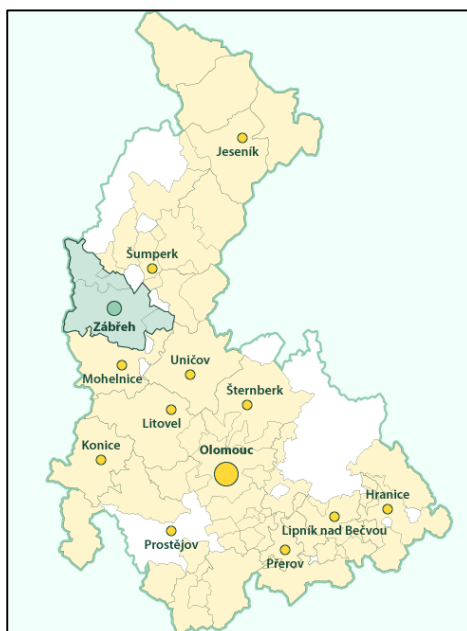 Jeseník
Šumperk
Zábřeh
Uničov
Mohelnice
Šternberk
Litovel
Olomouc
Konice
Hranice
Lipník nad Bečvou
Prostějov
Přerov